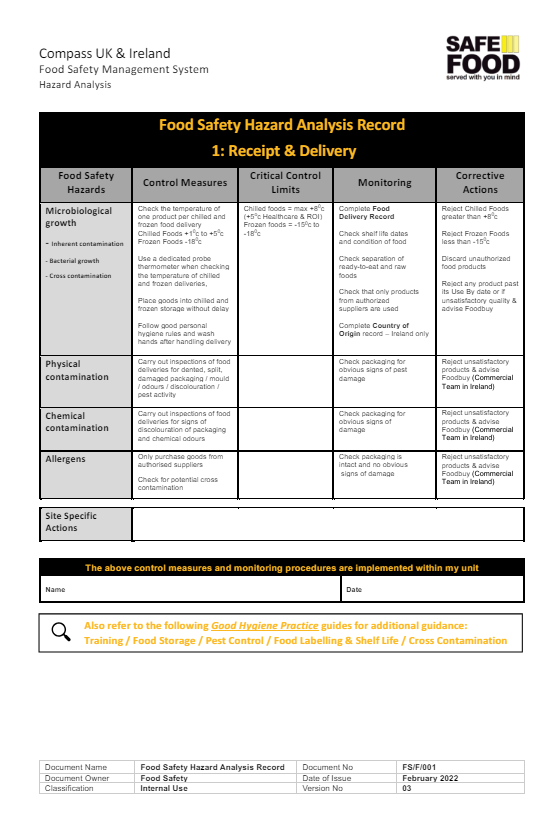 Compass UK & Ireland
Food Safety Management System
Hazard Analysis
SAFE
FOOD
served with you in mind
Food Safety Hazard Analysis Record
1: Receipt & Delivery
Food Safety
Hazards
Control Measures
Critical Control
Limits
Monitoring
Corrective
Actions
Microbiological
growth
- Inherent contamination
- Bacterial growth
- Cross contamination
Check the temperature of
one product per chilled and
frozen food delivery
Chilled Foods +1⁰c to +5⁰c
Frozen Foods -18⁰c
Use a dedicated probe
thermometer when checking
the temperature of chilled
and frozen deliveries,
Place goods into chilled and
frozen storage without delay
Follow good personal
hygiene rules and wash
hands after handling delivery
Chilled foods = max +8⁰c
(+5⁰c Healthcare & ROI)
Frozen foods = -15⁰c to
-18⁰c
Complete Food
Delivery Record
Check shelf life dates
and condition of food
Check separation of
ready-to-eat and raw
foods
Check that only products
from authorized
suppliers are used
Complete Country of
Origin record – Ireland only
Reject Chilled Foods
greater than +8⁰c
Reject Frozen Foods
less than -15⁰c
Discard unauthorized
food products
Reject any product past
its Use By date or if
unsatisfactory quality &
advise Foodbuy
Physical
contamination
Carry out inspections of food
deliveries for dented, split,
damaged packaging / mould
/ odours / discolouration /
pest activity
Check packaging for
obvious signs of pest
damage
Reject unsatisfactory
products & advise
Foodbuy (Commercial
Team in Ireland)
Chemical
contamination
Carry out inspections of food
deliveries for signs of
discolouration of packaging
and chemical odours
Check packaging for
obvious signs of
damage
Reject unsatisfactory
products & advise
Foodbuy (Commercial
Team in Ireland)
Allergens
Only purchase goods from
authorised suppliers
Check for potential cross
contamination
Check packaging is
intact and no obvious
signs of damage
Reject unsatisfactory
products & advise
Foodbuy (Commercial
Team in Ireland)
Site Specific
Actions
The above control measures and monitoring procedures are implemented within my unit
Name
Date
Also refer to the following Good Hygiene Practice guides for additional guidance:
Training / Food Storage / Pest Control / Food Labelling & Shelf Life / Cross Contamination
Document Name Food Safety Hazard Analysis Record Document No FS/F/001
Document Owner Food Safety Date of Issue February 2022
Classification Internal Use Version No 03